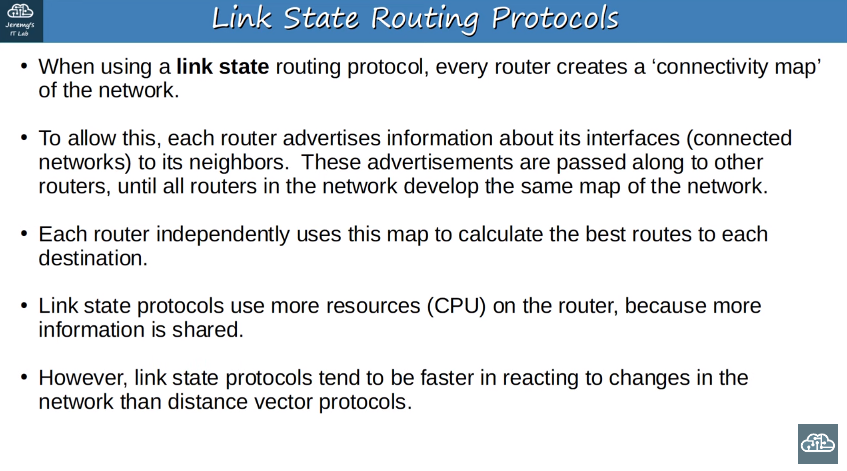 Jeremy's
IT Lab
Link State Routing Protocols
• When using a link state routing protocol, every router creates a ‘connectivity map’
of the network.
• To allow this, each router advertises information about its interfaces (connected
networks) to its neighbors.  These advertisements are passed along to other
routers, until all routers in the network develop the same map of the network.
• Each router independently uses this map to calculate the best routes to each
destination.
• Link state protocols use more resources (CPU) on the router, because more
information is shared.
• However, link state protocols tend to be faster in reacting to changes in the
network than distance vector protocols.